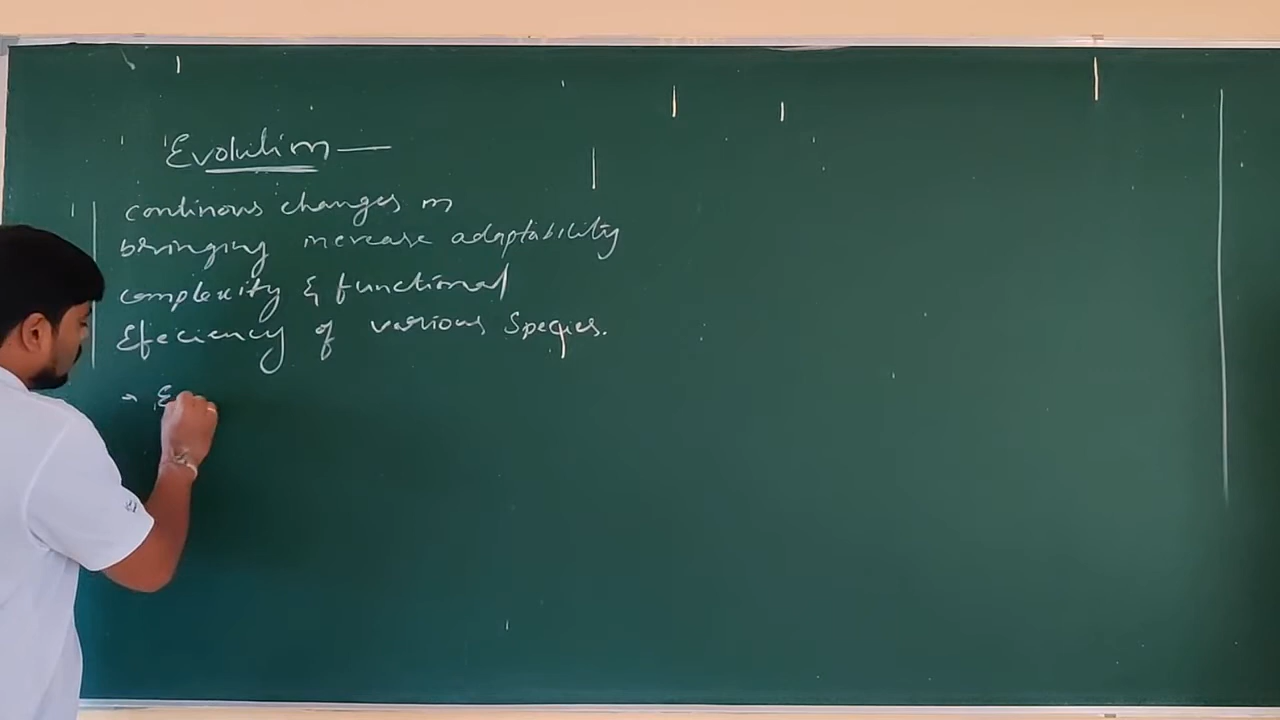 Evolution —
continous changes in
bringing increase adaptability
complexity & functional
Efeciency of various Species.
→ E